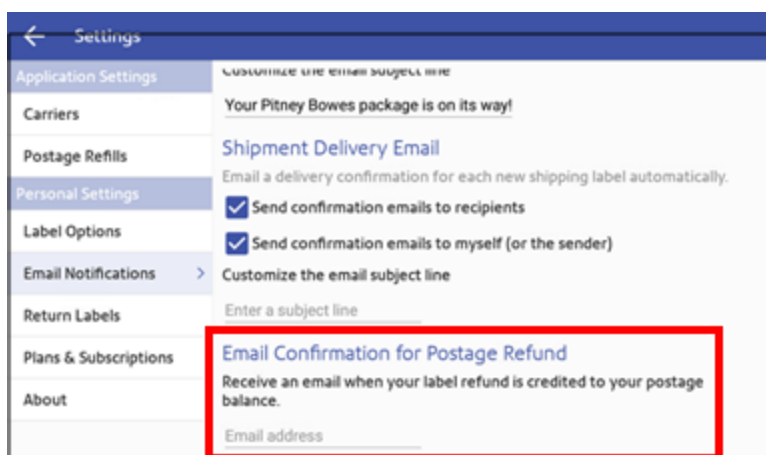 Settings
Application Settings
Carriers
Postage Refills
Personal Settings
Label Options
Email Notifications >
Return Labels
Plans & Subscriptions
About
Customize the email subject line
Your Pitney Bowes package is on its way!
Shipment Delivery Email
Email a delivery confirmation for each new shipping label automatically.
Send confirmation emails to recipients
Send confirmation emails to myself (or the sender)
Customize the email subject line
Enter a subject line
Email Confirmation for Postage Refund
Receive an email when your label refund is credited to your postage
balance.
Email address